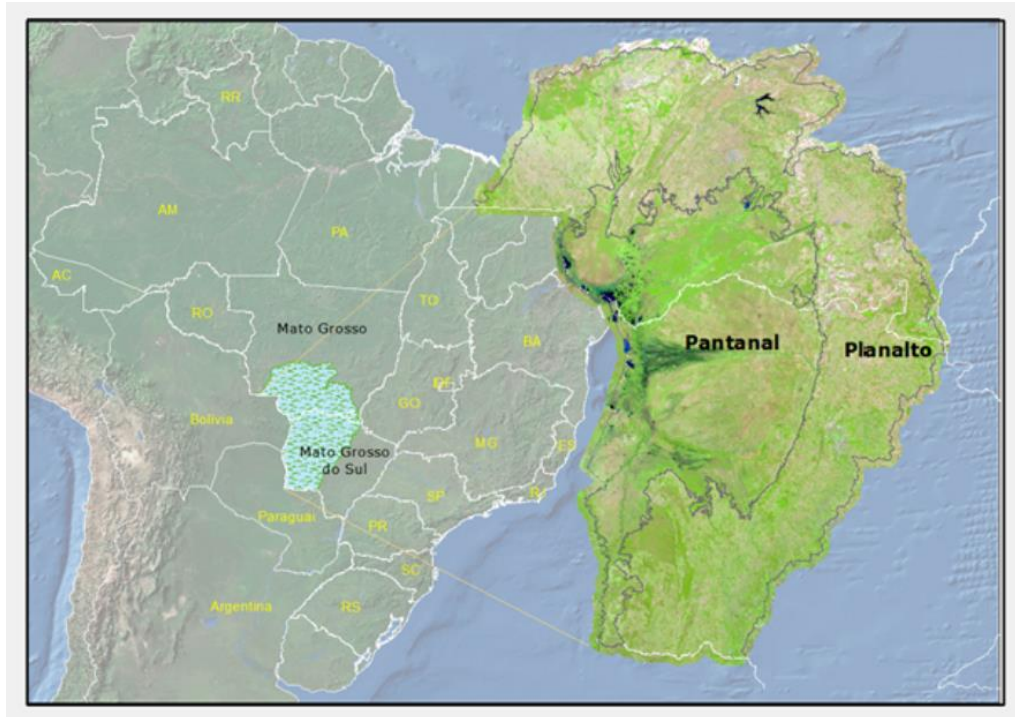 RR
AM
PA
AC
RO
TO
Mato Grosso
BA
Pantanal
Planalto
DF
GO
Bolívia
MG
ES
Mato Grosso
do Sul
SP
RJ
Paraguai
PR
SC
Argentina
RS